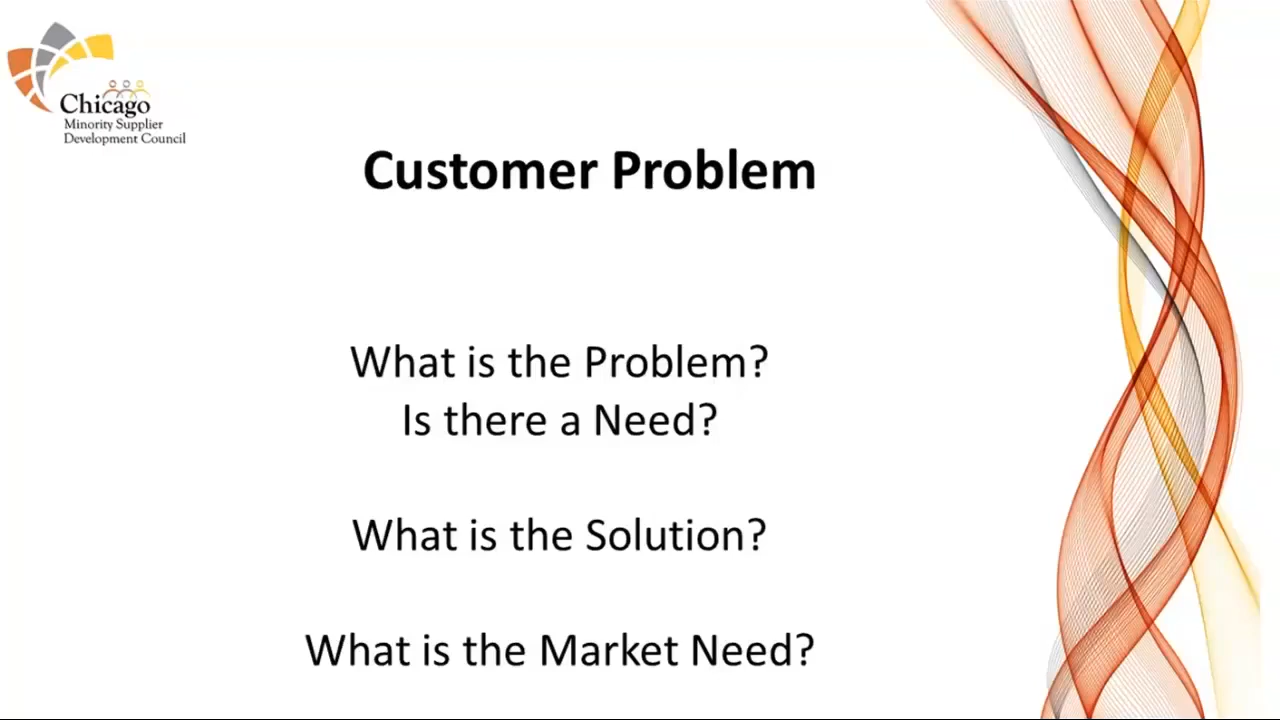 Chicago
Minority Supplier
Development Council
Customer Problem
What is the Problem?
Is there a Need?
What is the Solution?
What is the Market Need?